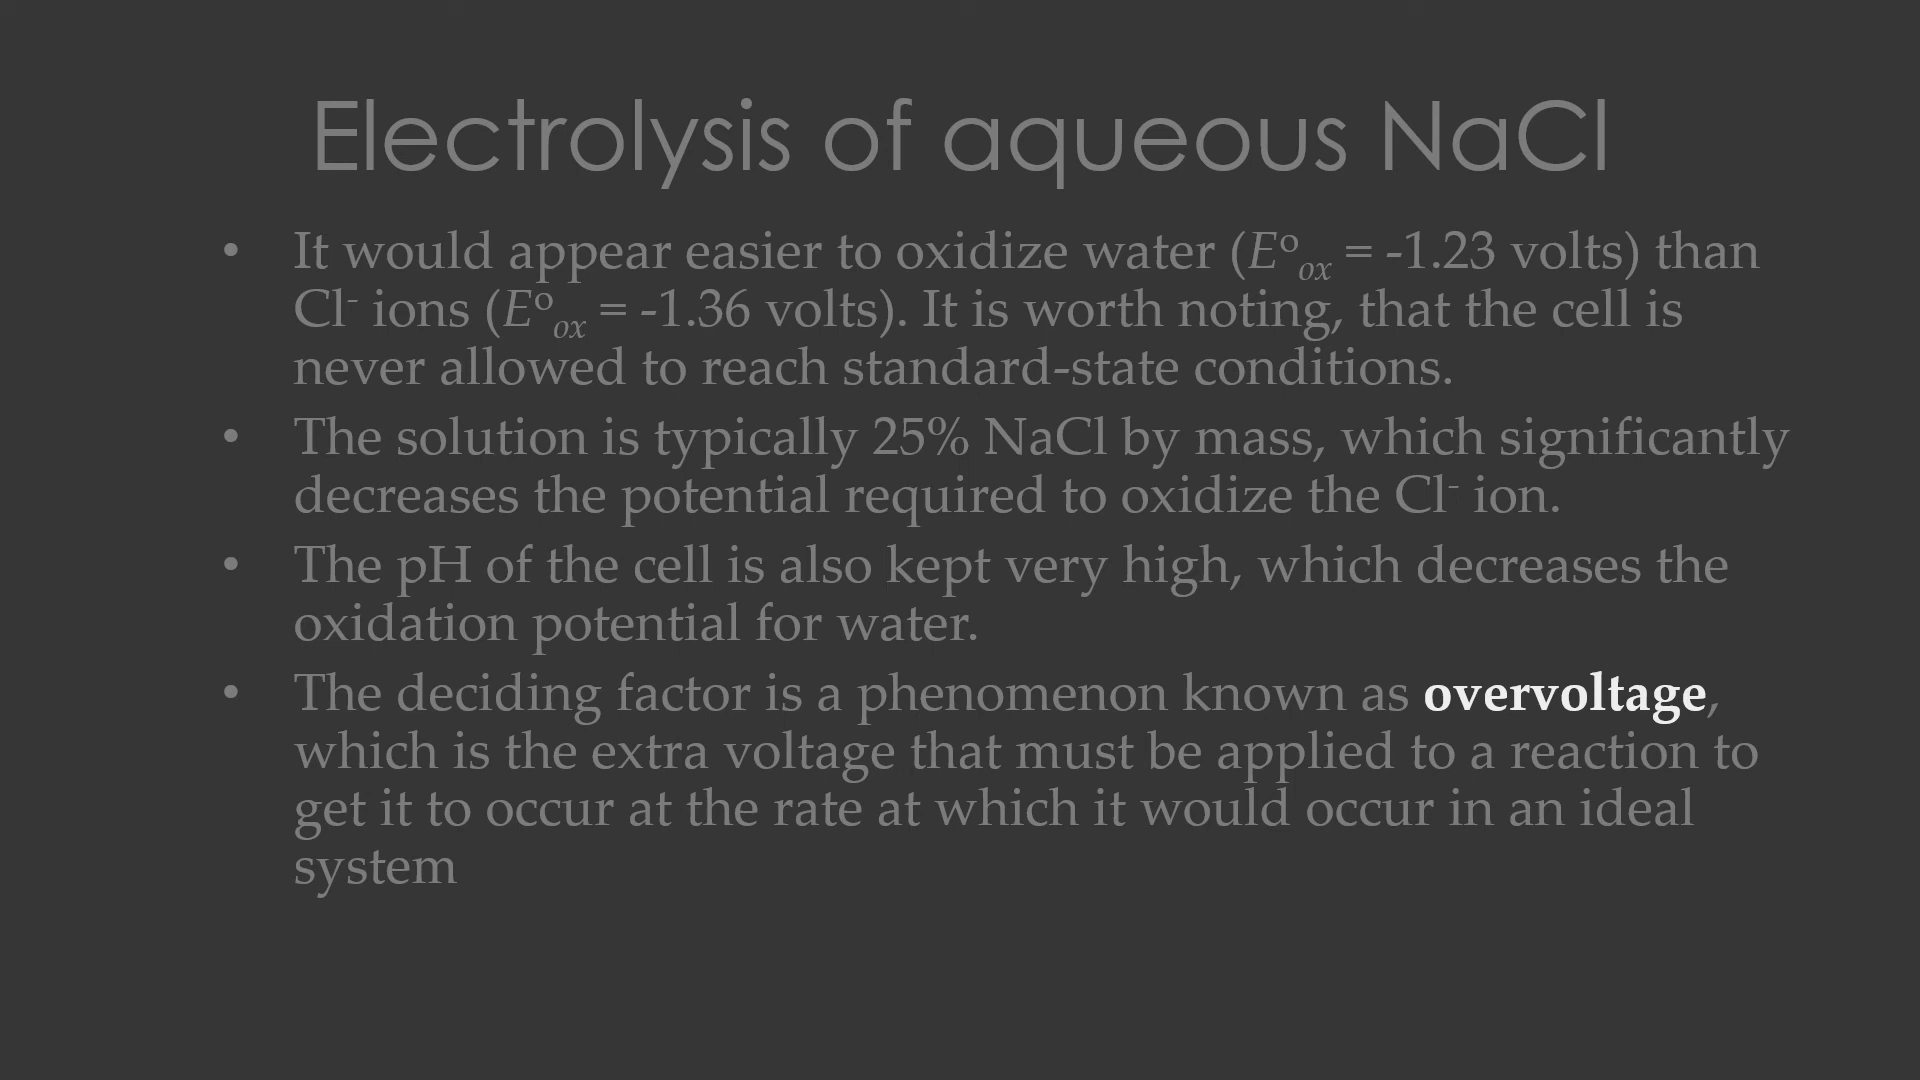 Electrolysis of aqueous NaCl
• It would appear easier to oxidize water (E⁰ₒₓ = -1.23 volts) than
Cl⁻ ions (E⁰ₒₓ = -1.36 volts). It is worth noting, that the cell is
never allowed to reach standard-state conditions.
• The solution is typically 25% NaCl by mass, which significantly
decreases the potential required to oxidize the Cl⁻ ion.
• The pH of the cell is also kept very high, which decreases the
oxidation potential for water.
• The deciding factor is a phenomenon known as overvoltage,
which is the extra voltage that must be applied to a reaction to
get it to occur at the rate at which it would occur in an ideal
system